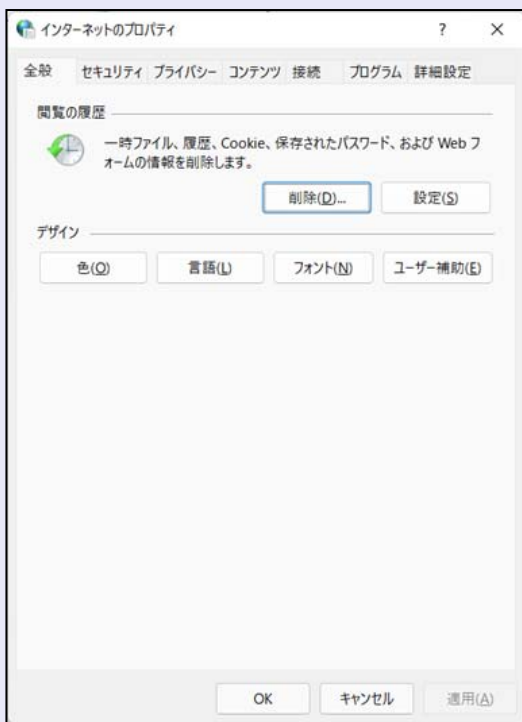 インターネットのプロパティ ? ×
全般 セキュリティ プライバシー コンテンツ 接続 プログラム 詳細設定
閲覧の履歴
一時ファイル、履歴、Cookie、保存されたパスワード、および Web フ
ォームの情報を削除します。
削除(D)... 設定(S)
デザイン
色(O) 言語(L) フォント(N) ユーザー補助(E)
OK キャンセル 適用(A)